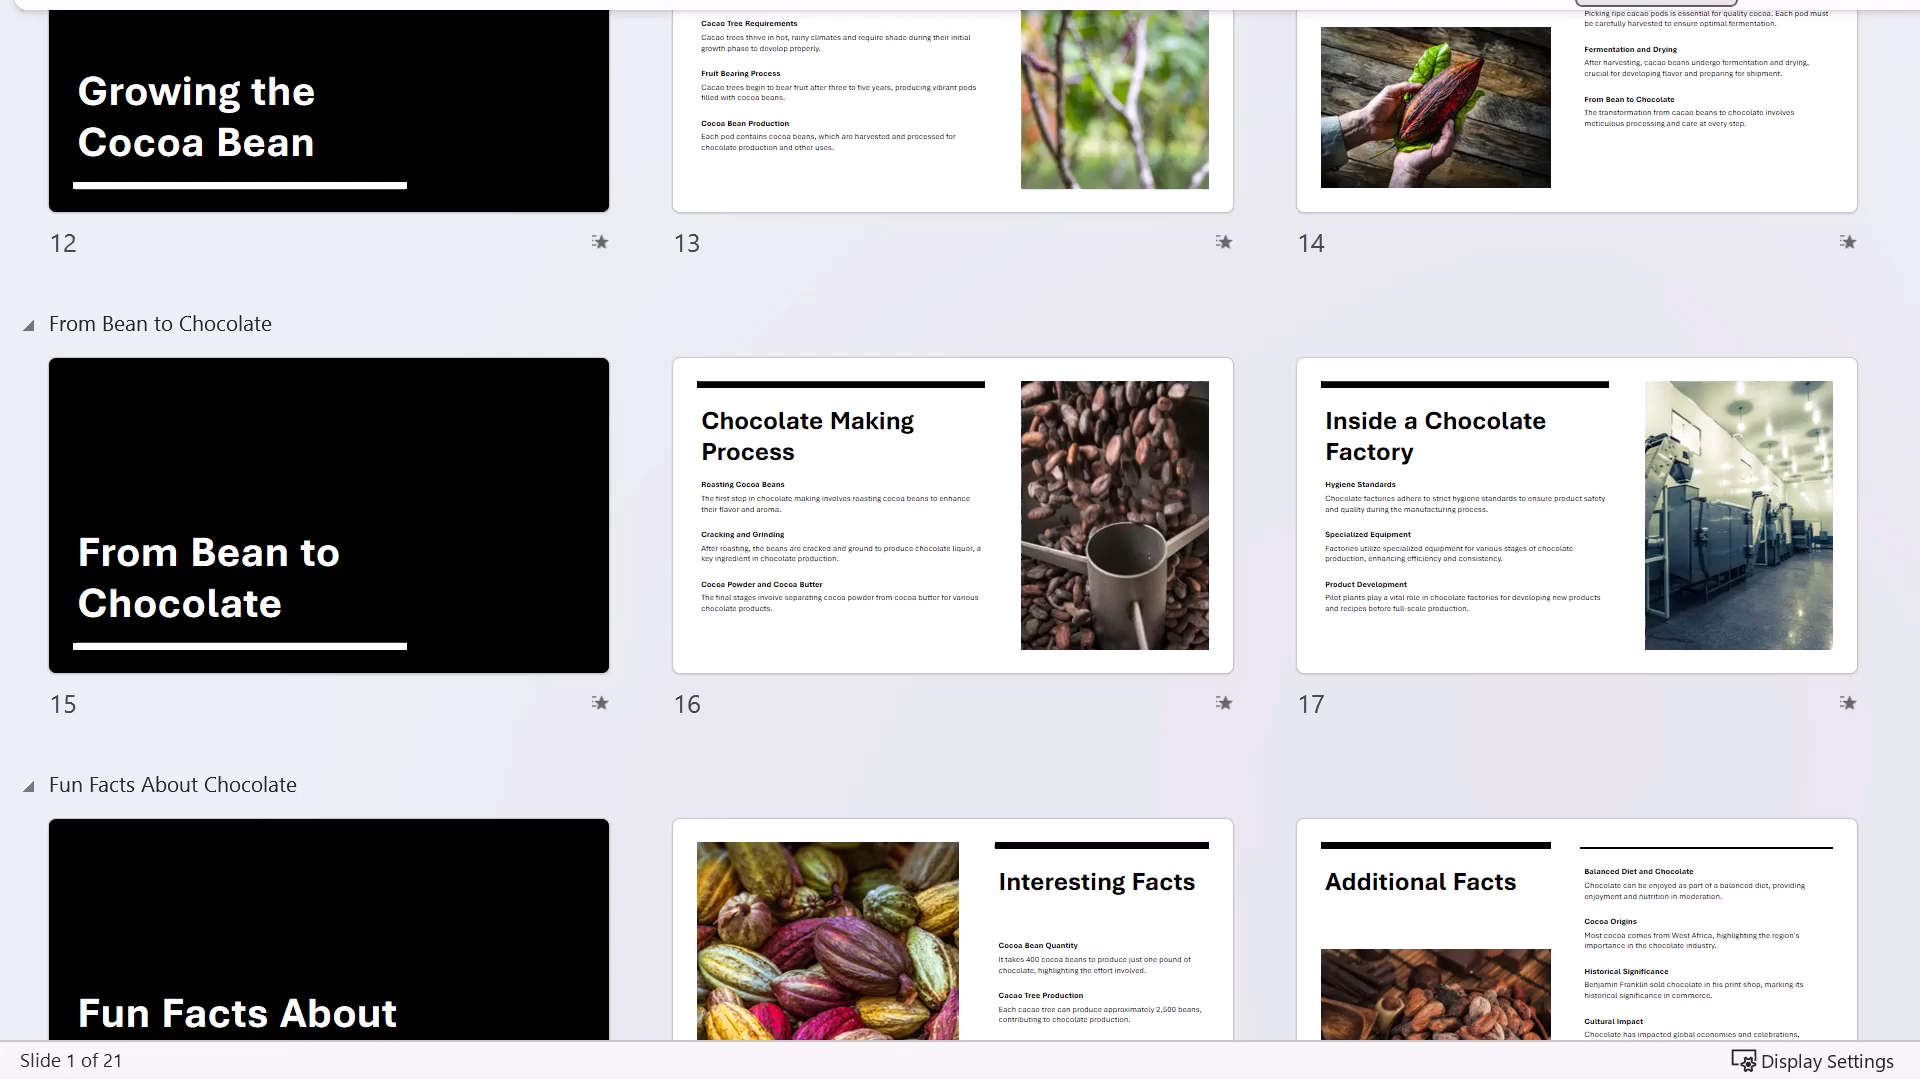 Growing the
Cocoa Bean
Cacao Tree Requirements
Cacao trees thrive in hot, rainy climates and require shade during their initial
growth phase to develop properly.
Fruit Bearing Process
Cacao trees begin to bear fruit after three to five years, producing vibrant pods
filled with cocoa beans.
Cocoa Bean Production
Each pod contains cocoa beans, which are harvested and processed for
chocolate production and other uses.
Picking ripe cacao pods is essential for quality cocoa. Each pod must
be carefully harvested to ensure optimal fermentation.
Fermentation and Drying
After harvesting, cacao beans undergo fermentation and drying,
crucial for developing flavor and preparing for shipment.
From Bean to Chocolate
The transformation from cacao beans to chocolate involves
meticulous processing and care at every step.
12
13
14
From Bean to Chocolate
From Bean to
Chocolate
Chocolate Making
Process
Roasting Cocoa Beans
The first step in chocolate making involves roasting cocoa beans to enhance
their flavor and aroma.
Cracking and Grinding
After roasting, the beans are cracked and ground to produce chocolate liquor, a
key ingredient in chocolate production.
Cocoa Powder and Cocoa Butter
The final stages involve separating cocoa powder from cocoa butter for various
chocolate products.
Inside a Chocolate
Factory
Hygiene Standards
Chocolate factories adhere to strict hygiene standards to ensure product safety
and quality during the manufacturing process.
Specialized Equipment
Factories utilize specialized equipment for various stages of chocolate
production, enhancing efficiency and consistency.
Product Development
Pilot plants play a vital role in chocolate factories for developing new products
and recipes before full-scale production.
15
16
17
Fun Facts About Chocolate
Fun Facts About
Interesting Facts
Cocoa Bean Quantity
It takes 400 cocoa beans to produce just one pound of
chocolate, highlighting the effort involved.
Cacao Tree Production
Each cacao tree can produce approximately 2,500 beans,
contributing to chocolate production.
Additional Facts
Balanced Diet and Chocolate
Chocolate can be enjoyed as part of a balanced diet, providing
enjoyment and nutrition in moderation.
Cocoa Origins
Most cocoa comes from West Africa, highlighting the region's
importance in the chocolate industry.
Historical Significance
Benjamin Franklin sold chocolate in his print shop, marking its
historical significance in commerce.
Cultural Impact
Chocolate has impacted global economies and celebrations,
Slide 1 of 21
Display Settings